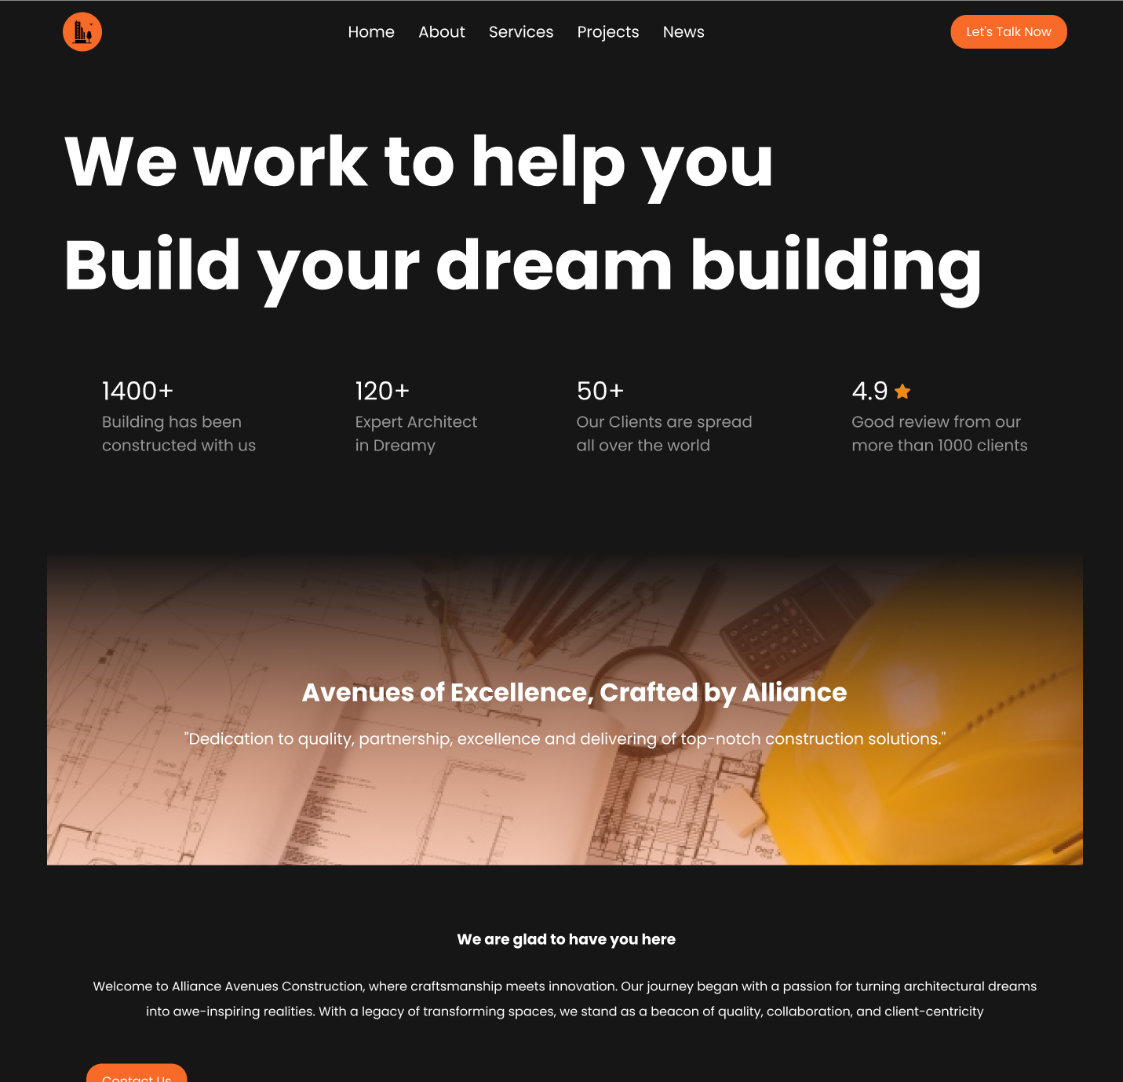 Home About Services Projects News Let's Talk Now
We work to help you
Build your dream building
1400+
Building has been
constructed with us
120+
Expert Architect
in Dreamy
50+
Our Clients are spread
all over the world
4.9
Good review from our
more than 1000 clients
Avenues of Excellence, Crafted by Alliance
"Dedication to quality, partnership, excellence and delivering of top-notch construction solutions."
We are glad to have you here
Welcome to Alliance Avenues Construction, where craftsmanship meets innovation. Our journey began with a passion for turning architectural dreams
into awe-inspiring realities. With a legacy of transforming spaces, we stand as a beacon of quality, collaboration, and client-centricity
Contact Us